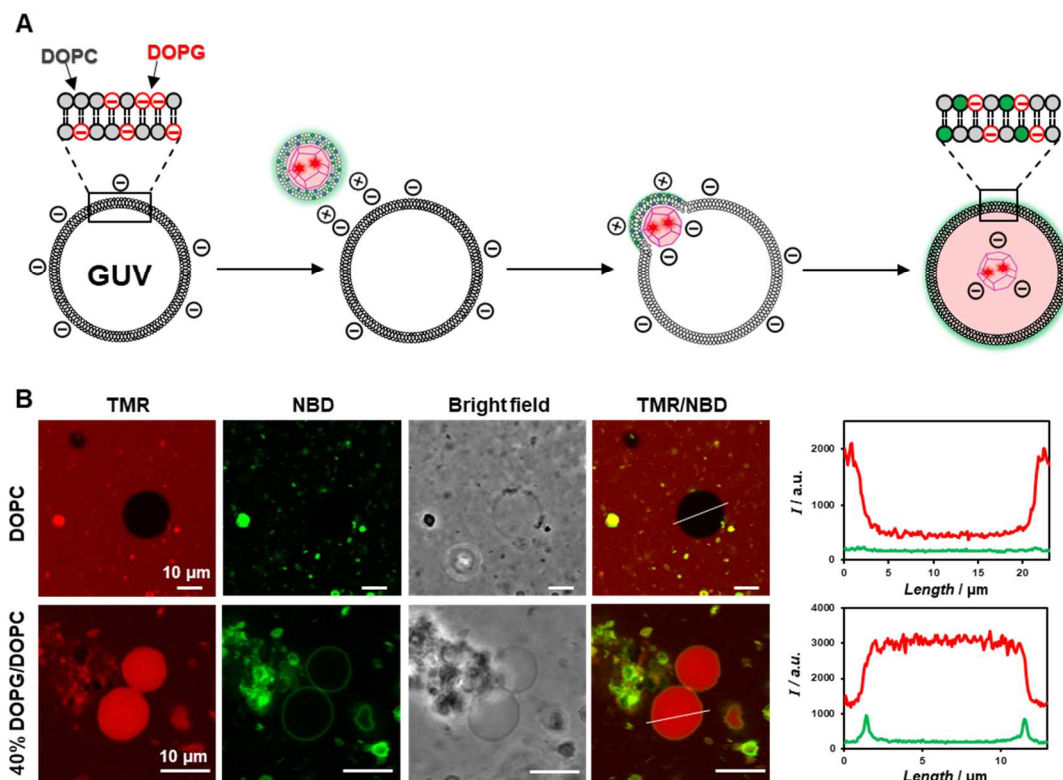 A
DOPC
DOPG
GUV
B
TMR
NBD
Bright field
TMR/NBD
DOPC
10 µm
I / a.u.
2000
1000
0
0
5
10
15
20
Length / µm
40% DOPG/DOPC
10 µm
I / a.u.
4000
3000
2000
1000
0
0
5
10
Length / µm